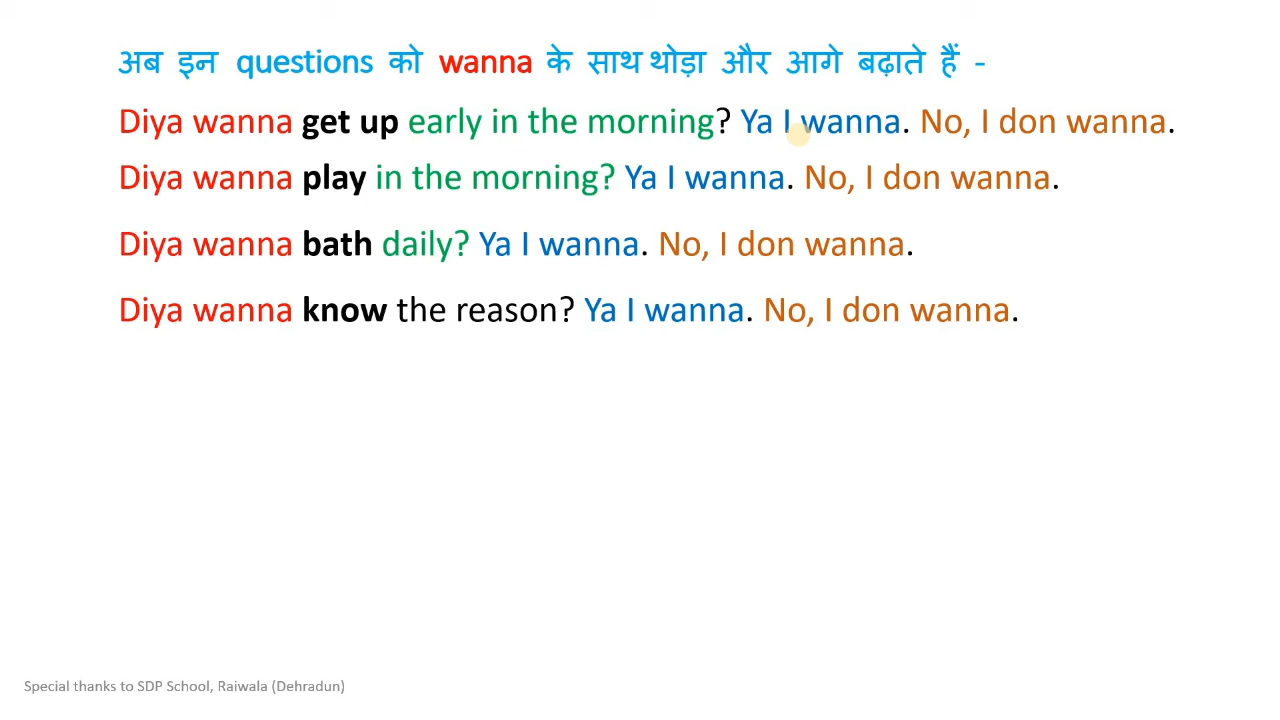 अब इन questions को wanna के साथ थोड़ा और आगे बढ़ाते हैं -
Diya wanna get up early in the morning? Ya I wanna. No, I don wanna.
Diya wanna play in the morning? Ya I wanna. No, I don wanna.
Diya wanna bath daily? Ya I wanna. No, I don wanna.
Diya wanna know the reason? Ya I wanna. No, I don wanna.
Special thanks to SDP School, Raiwala (Dehradun)